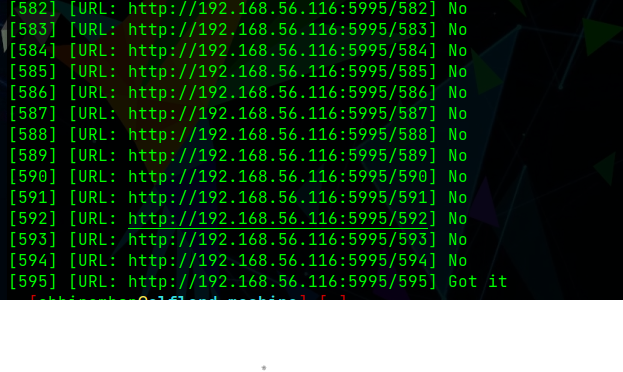 [582] [URL: http://192.168.56.116:5995/582] No
[583] [URL: http://192.168.56.116:5995/583] No
[584] [URL: http://192.168.56.116:5995/584] No
[585] [URL: http://192.168.56.116:5995/585] No
[586] [URL: http://192.168.56.116:5995/586] No
[587] [URL: http://192.168.56.116:5995/587] No
[588] [URL: http://192.168.56.116:5995/588] No
[589] [URL: http://192.168.56.116:5995/589] No
[590] [URL: http://192.168.56.116:5995/590] No
[591] [URL: http://192.168.56.116:5995/591] No
[592] [URL: http://192.168.56.116:5995/592] No
[593] [URL: http://192.168.56.116:5995/593] No
[594] [URL: http://192.168.56.116:5995/594] No
[595] [URL: http://192.168.56.116:5995/595] Got it